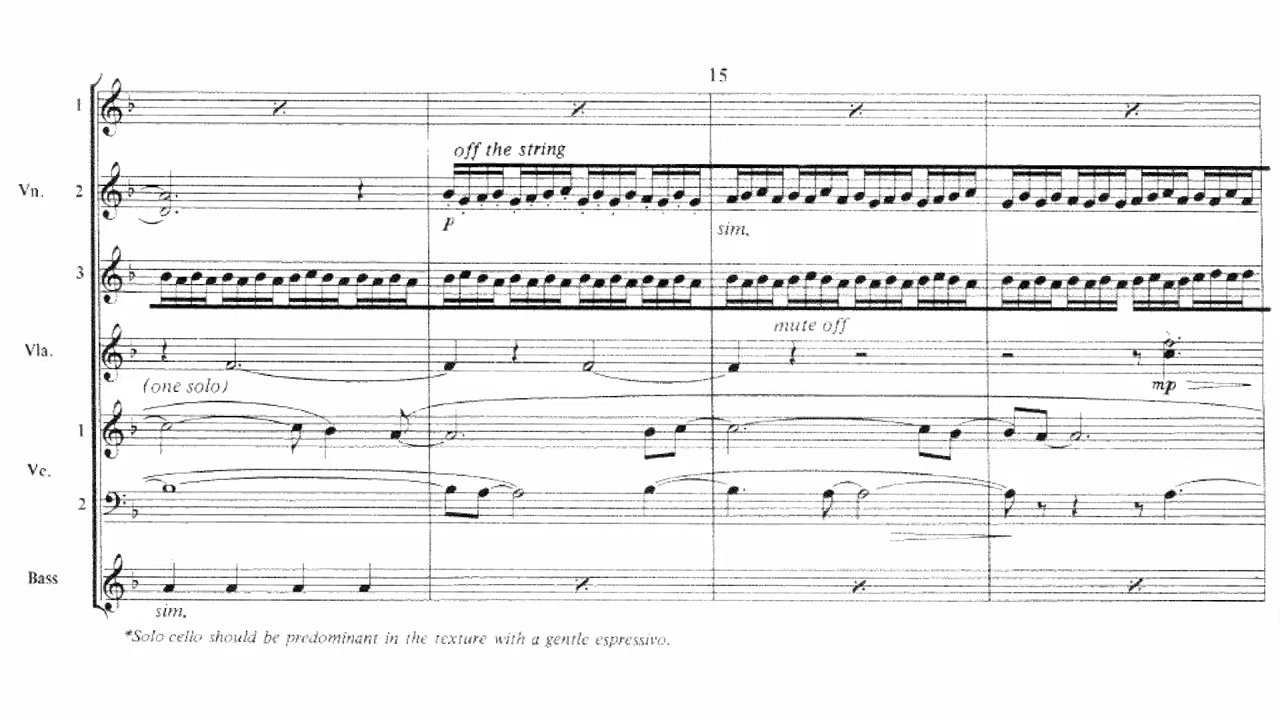 15
1
off the string
Vn. 2
p
sim.
3
mute off
Vla.
mp
(one solo)
1
Vc.
2
Bass
sim.
*Solo cello should be predominant in the texture with a gentle espressivo.